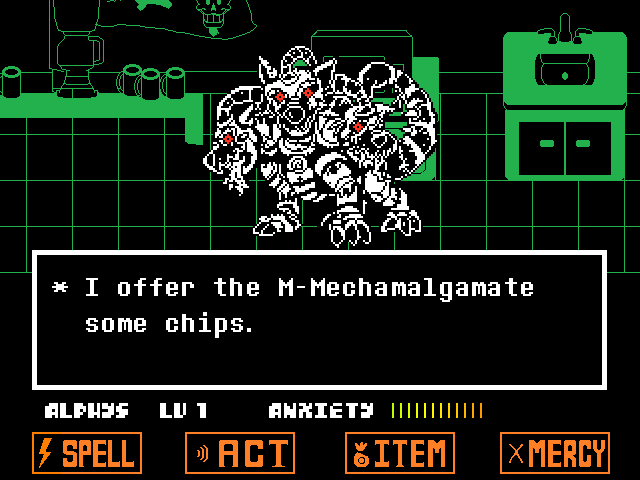 * I offer the M-Mechamalgamate
some chips.
ALPHYS LV 1 ANXIETY
SPELL ACT ITEM MERCY